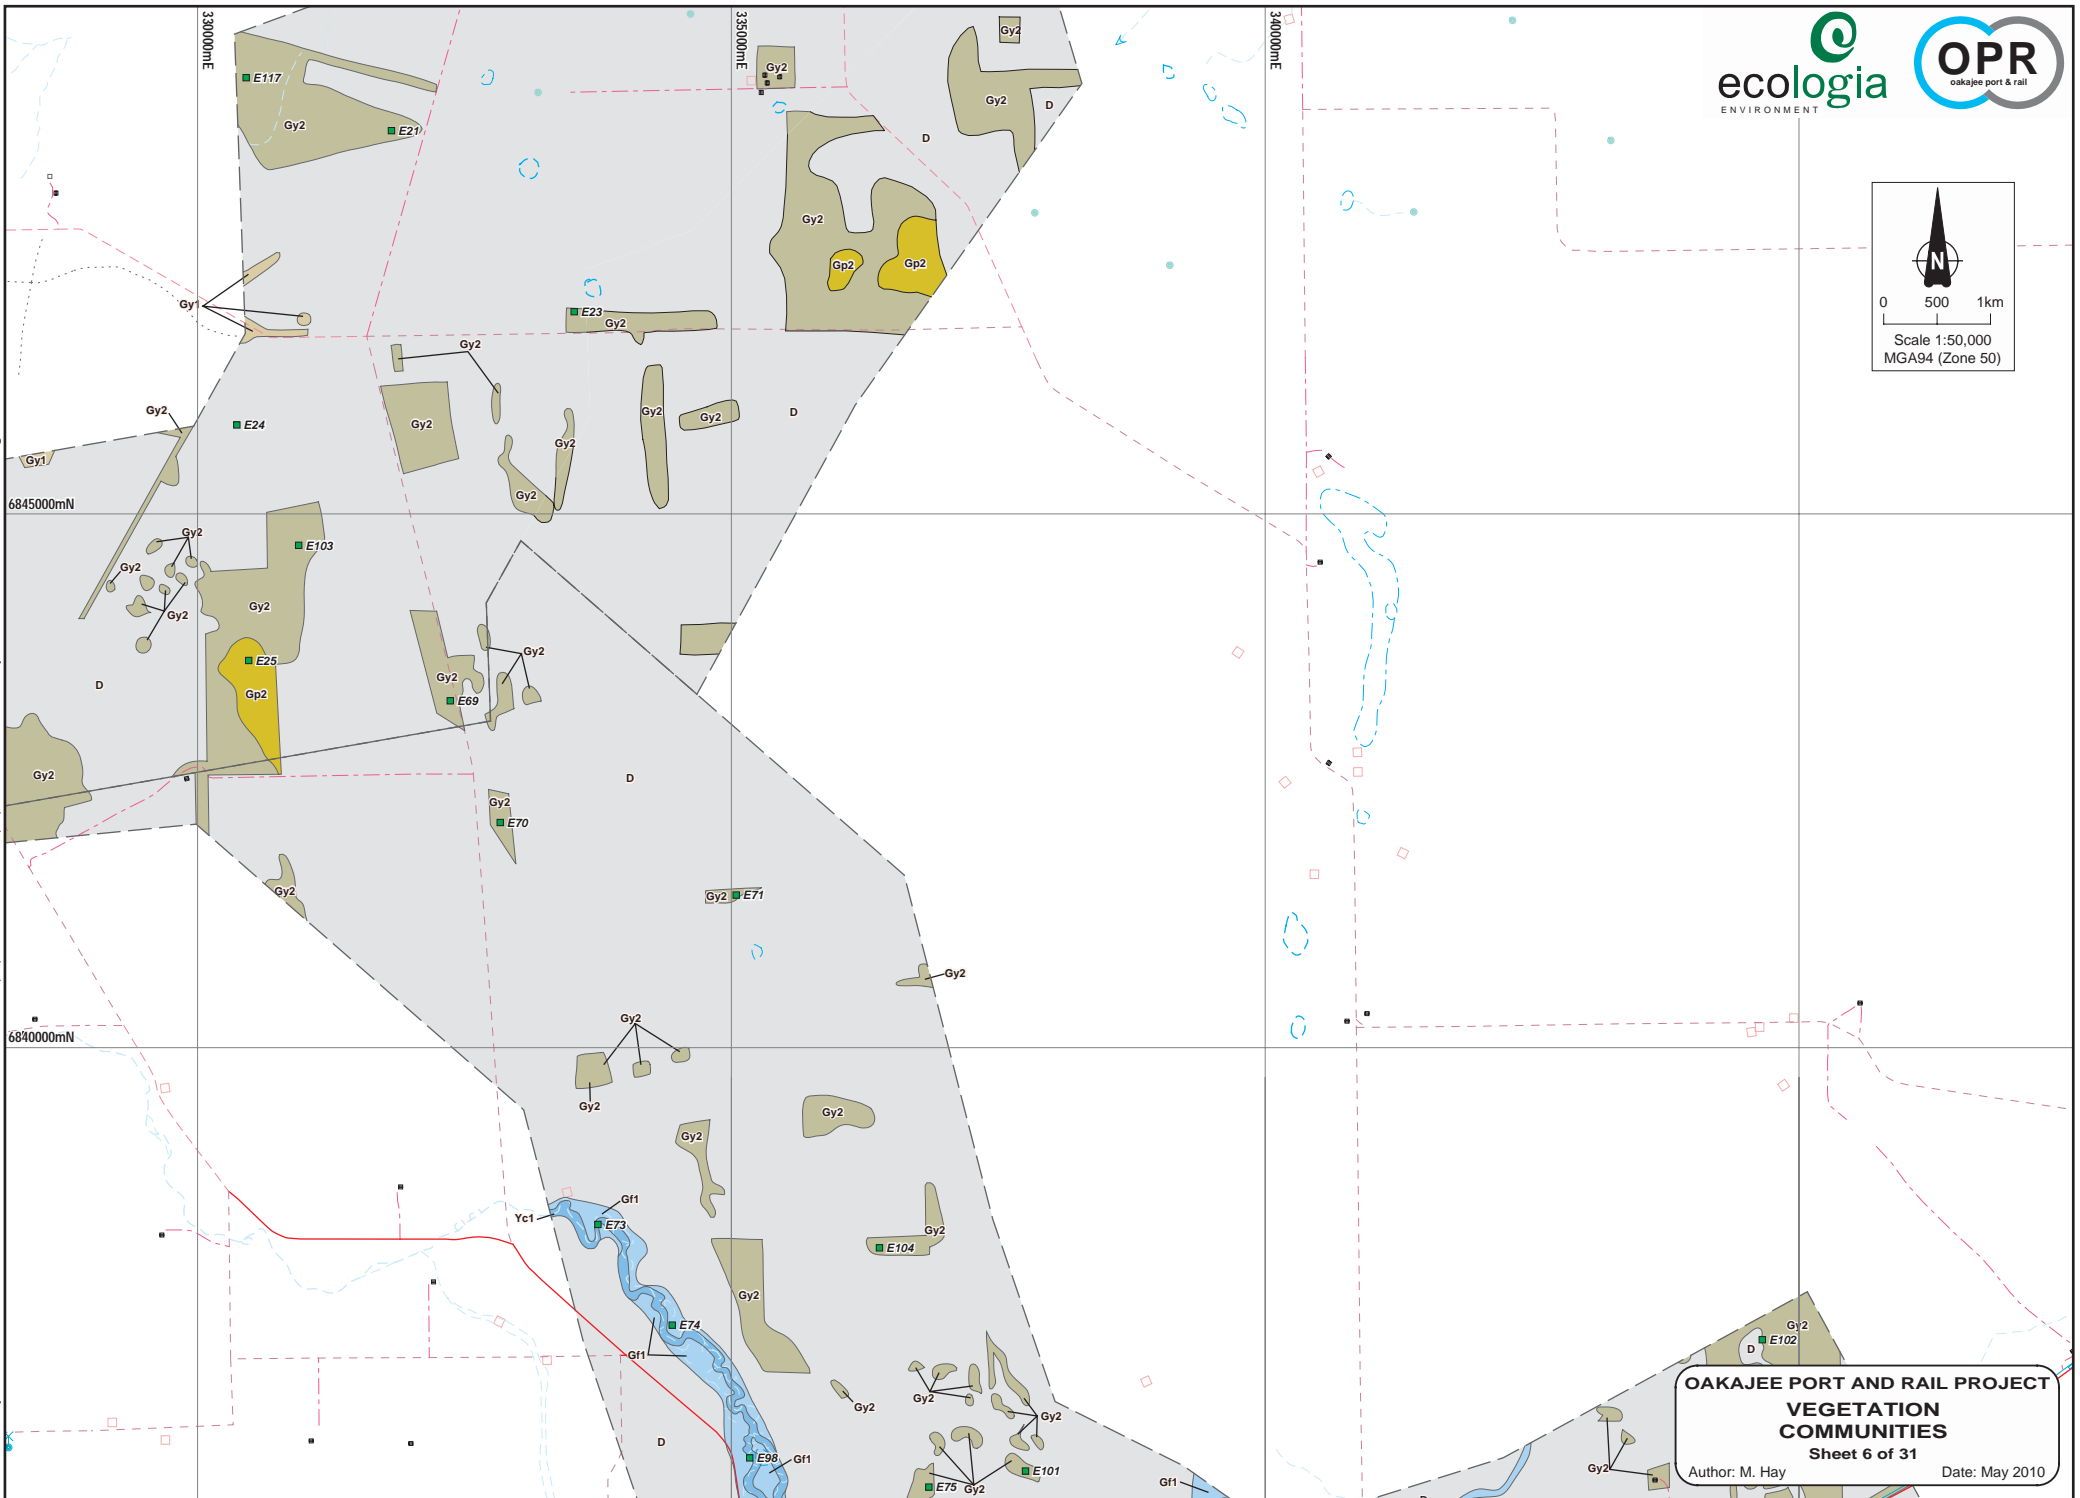 330000mE
335000mE
340000mE
ecologia
ENVIRONMENT
OPR
oakajee port & rail
N
0 500 1km
Scale 1:50,000
MGA94 (Zone 50)
E117
Gy2
E21
Gy2
Gy2
Gy2
D
D
Gy2
Gp2
Gp2
Gy1
E23
Gy2
Gy2
Gy2
E24
Gy1
Gy2
Gy2
Gy2
Gy2
Gy2
D
6845000mN
Gy2
E103
Gy2
Gy2
Gy2
Gy2
E25
D
Gp2
Gy2
E69
Gy2
D
Gy2
E70
Gy2
Gy2
E71
Gy2
Gy2
6840000mN
Gy2
Gy2
Gy2
Gf1
Yc1
E73
Gy2
E104
Gy2
E74
Gf1
Gy2
E102
D
Gy2
Gy2
Gy2
D
E98
Gf1
E101
E75
Gy2
Gf1
Gy2
D
OAKAJEE PORT AND RAIL PROJECT
VEGETATION
COMMUNITIES
Sheet 6 of 31
Author: M. Hay Date: May 2010